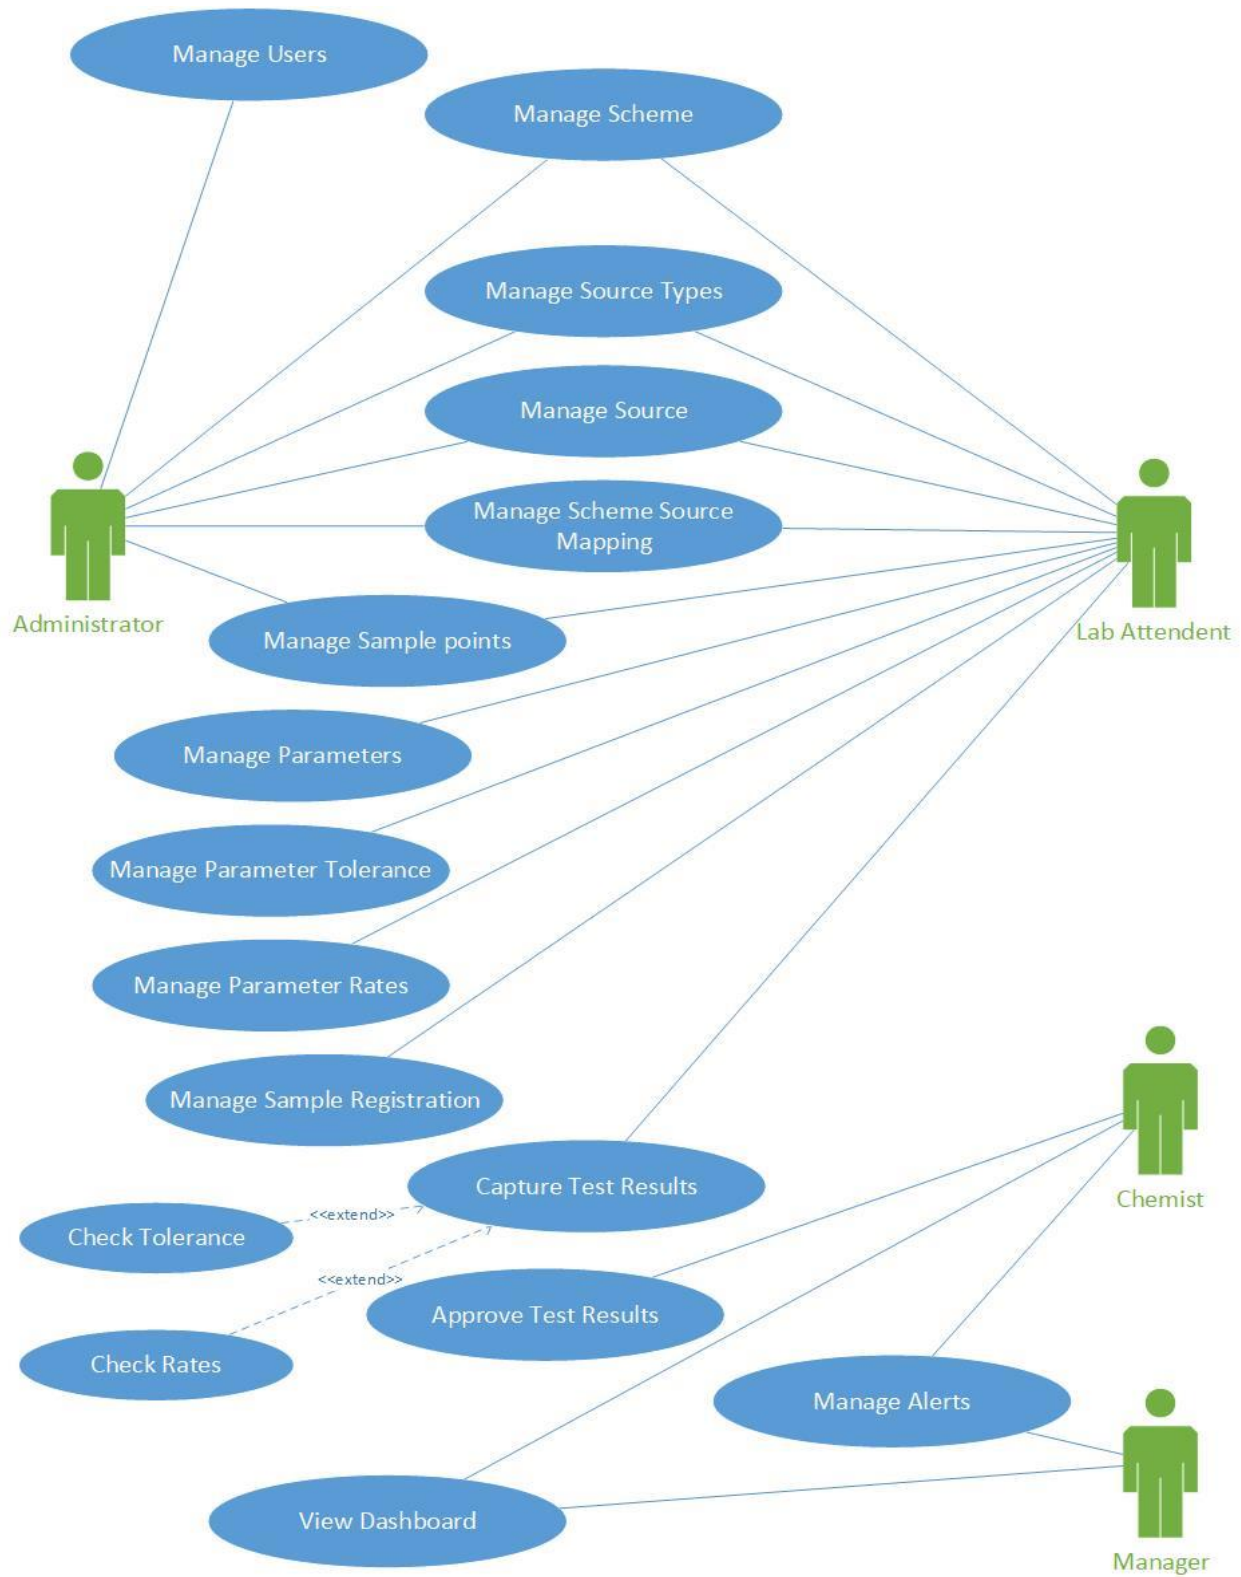 Manage Users
Manage Scheme
Manage Source Types
Manage Source
Manage Scheme Source
Mapping
Administrator
Lab Attendent
Manage Sample points
Manage Parameters
Manage Parameter Tolerance
Manage Parameter Rates
Manage Sample Registration
Capture Test Results
Chemist
<<extend>>
Check Tolerance
<<extend>>
Approve Test Results
Check Rates
Manage Alerts
View Dashboard
Manager